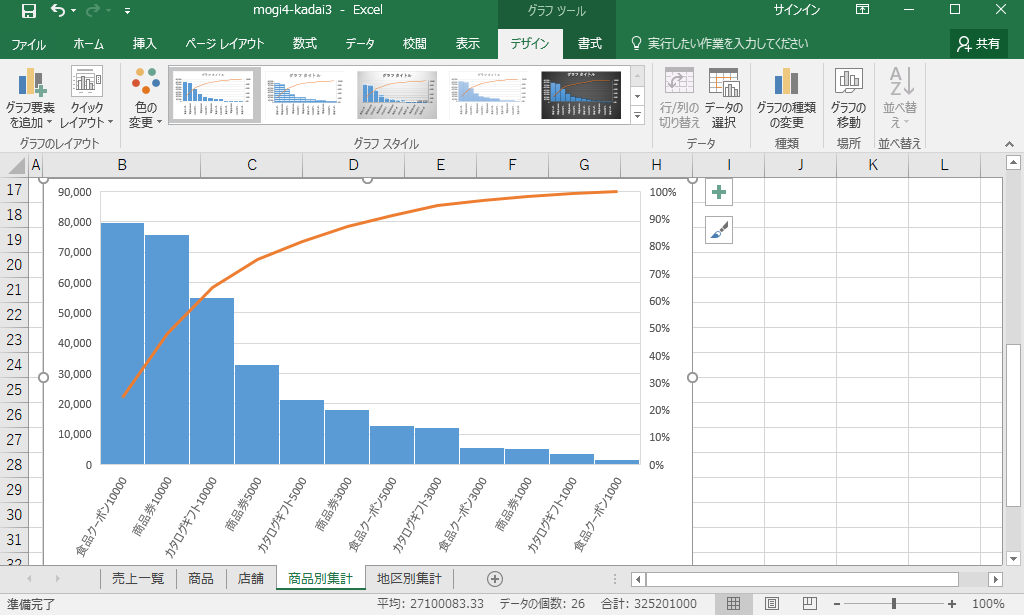 mogi4-kadai3 - Excel
グラフ ツール
サインイン
ファイル ホーム 挿入 ページ レイアウト 数式 データ 校閲 表示 デザイン 書式 実行したい作業を入力してください 共有
グラフ要素を追加 クイックレイアウト 色の変更 行/列の切り替え データの選択 グラフの種類の変更 グラフの移動 並べ替え
グラフのレイアウト グラフ スタイル データ 種類 場所 並べ替え
A B C D E F G H I J K L
17 90,000 100%
18 80,000 90%
19 70,000 80%
20 60,000 70%
21 50,000 60%
22 40,000 50%
23 30,000 40%
24 20,000 30%
25 10,000 20%
26 0 10%
27 0%
28
29
30
31
32
食品クーポン10000
商品券10000
カタログギフト10000
商品券5000
カタログギフト5000
商品券3000
食品クーポン5000
カタログギフト3000
食品クーポン3000
商品券1000
カタログギフト1000
食品クーポン1000
売上一覧 商品 店舗 商品別集計 地区別集計
準備完了 平均: 27100083.33 データの個数: 26 合計: 325201000 100%